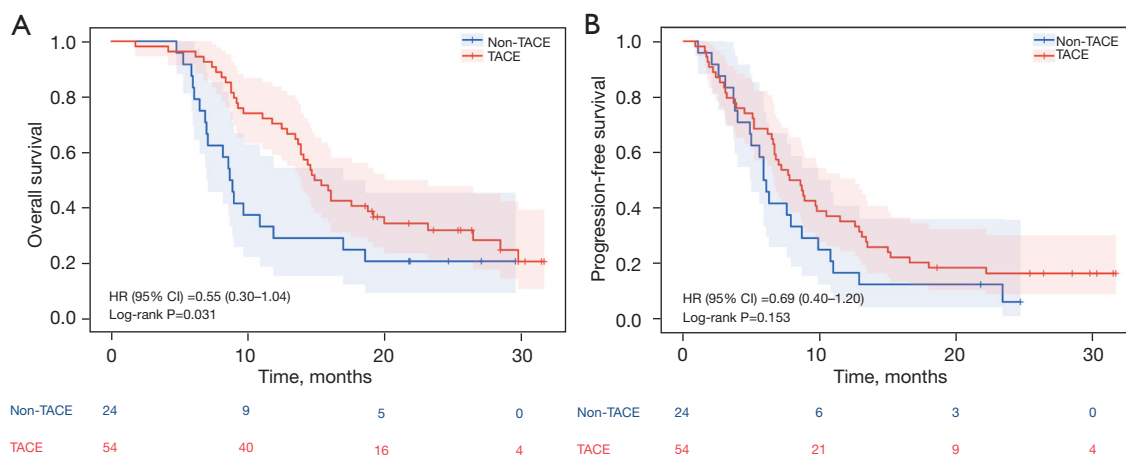 A
Overall survival
1.0
0.8
0.6
0.4
0.2
0.0
Non-TACE
TACE
HR (95% CI) =0.55 (0.30–1.04)
Log-rank P=0.031
0 10 20 30
Time, months
Non-TACE 24 9 5 0
TACE 54 40 16 4
B
Progression-free survival
1.0
0.8
0.6
0.4
0.2
0.0
Non-TACE
TACE
HR (95% CI) =0.69 (0.40–1.20)
Log-rank P=0.153
0 10 20 30
Time, months
Non-TACE 24 6 3 0
TACE 54 21 9 4